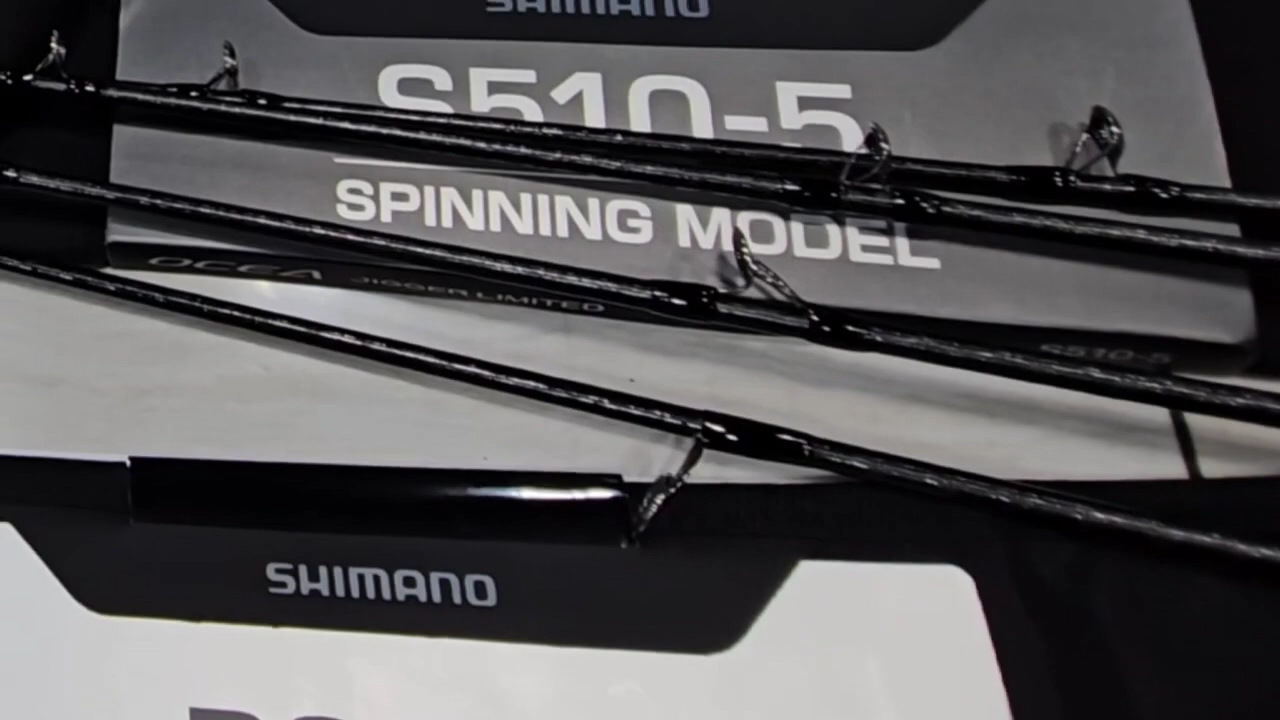 SHIMANO
S510-5
SPINNING MODEL
OCEA JIGGER LIMITED
S510-5
SHIMANO